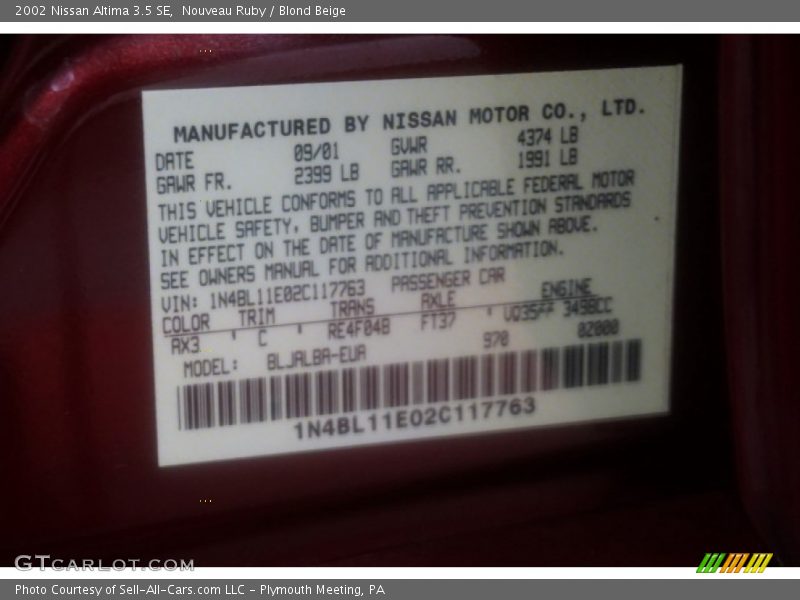 2002 Nissan Altima 3.5 SE,  Nouveau Ruby / Blond Beige
MANUFACTURED BY NISSAN MOTOR CO., LTD.
DATE 09/01 GVWR 4374 LB
GAWR FR. 2399 LB GAWR RR. 1991 LB
THIS VEHICLE CONFORMS TO ALL APPLICABLE FEDERAL MOTOR
VEHICLE SAFETY, BUMPER AND THEFT PREVENTION STANDARDS
IN EFFECT ON THE DATE OF MANUFACTURE SHOWN ABOVE.
SEE OWNERS MANUAL FOR ADDITIONAL INFORMATION.
VIN: 1N4BL11E02C117763 PASSENGER CAR
COLOR TRIM TRANS AXLE ENGINE
AX3 ' C ' RE4F04B FT37 ' 3498CC
MODEL: BLJALBA-EUA 970 02000
1N4BL11E02C117763
GTCARLOT.COM
Photo Courtesy of Sell-All-Cars.com LLC - Plymouth Meeting, PA